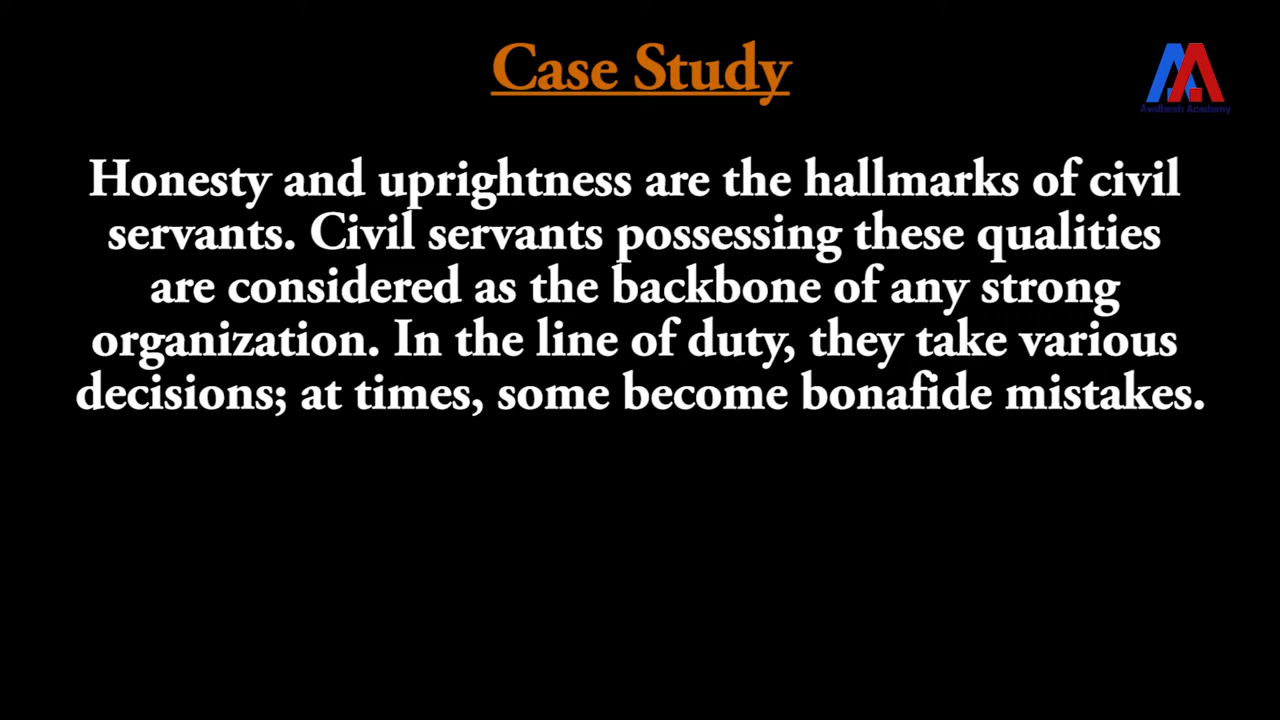 Case Study
Awdhesh Academy
Honesty and uprightness are the hallmarks of civil
servants. Civil servants possessing these qualities
are considered as the backbone of any strong
organization. In the line of duty, they take various
decisions; at times, some become bonafide mistakes.